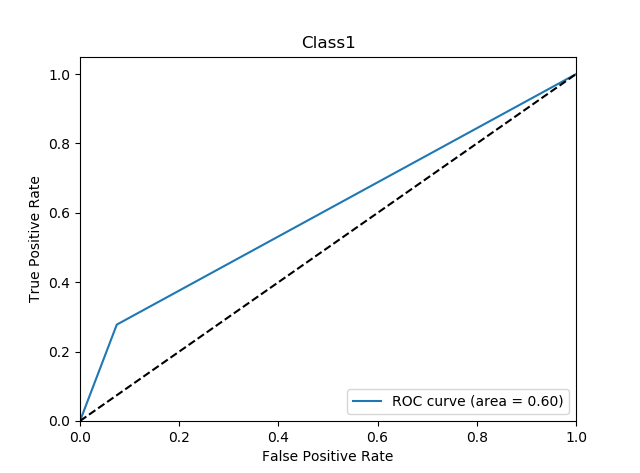 Class1
1.0
0.8
0.6
0.4
0.2
0.0
True Positive Rate
ROC curve (area = 0.60)
0.0 0.2 0.4 0.6 0.8 1.0
False Positive Rate